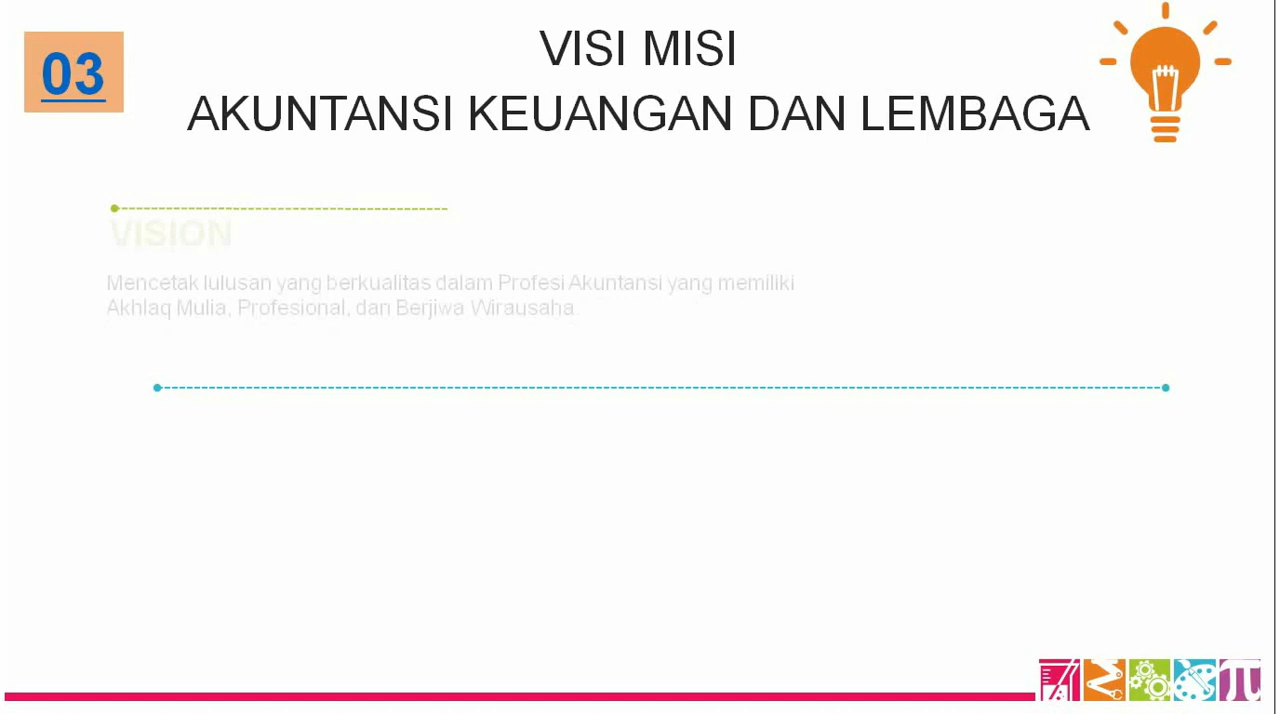 03
VISI MISI
AKUNTANSI KEUANGAN DAN LEMBAGA
VISION
Mencetak lulusan yang berkualitas dalam Profesi Akuntansi yang memiliki
Akhlaq Mulia, Profesional, dan Berjiwa Wirausaha.